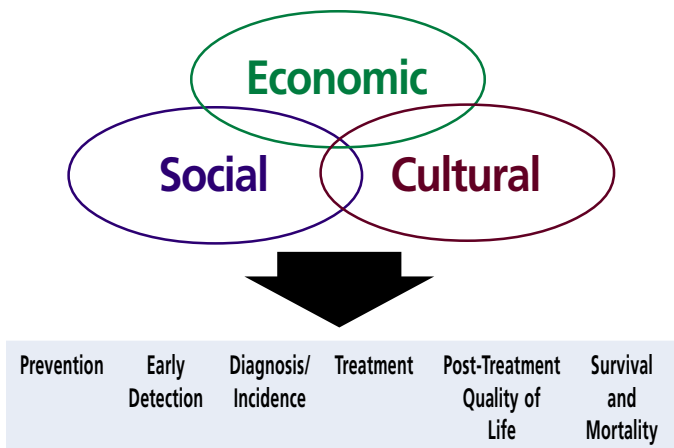 Economic
Social
Cultural
Prevention
Early
Detection
Diagnosis/
Incidence
Treatment
Post-Treatment
Quality of
Life
Survival
and
Mortality